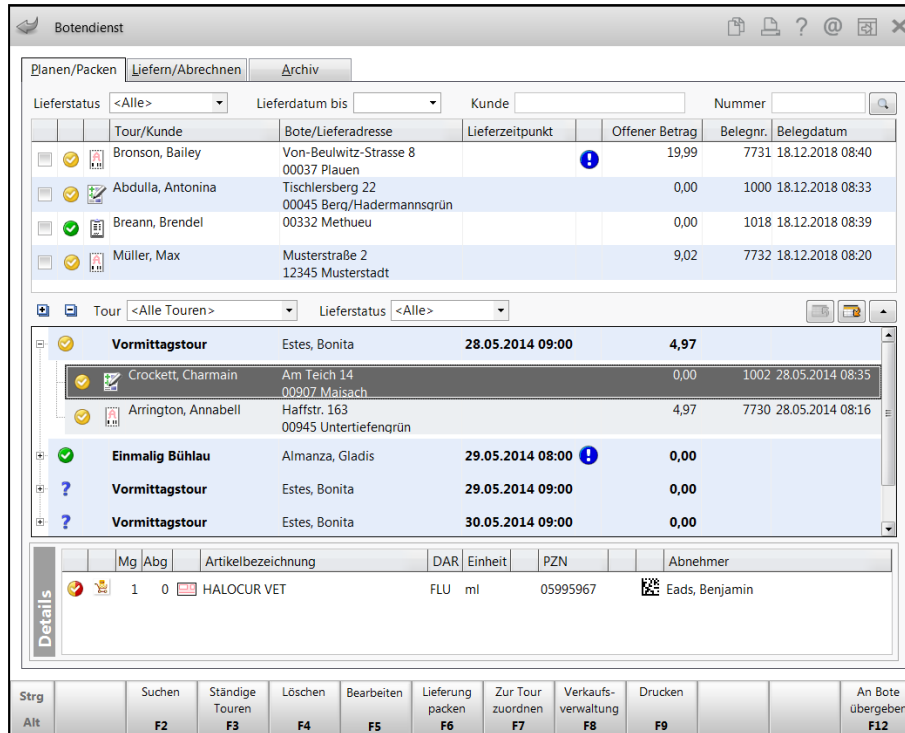 Botendienst
Planen/Packen Liefern/Abrechnen Archiv
Lieferstatus <Alle> Lieferdatum bis Kunde Nummer
Tour/Kunde Bote/Lieferadresse Lieferzeitpunkt Offener Betrag Belegnr. Belegdatum
Bronson, Bailey Von-Beulwitz-Strasse 8 19,99 7731 18.12.2018 08:40
00037 Plauen
Abdulla, Antonina Tischlersberg 22 0,00 1000 18.12.2018 08:33
00045 Berg/Hadermannsgrün
Breann, Brendel 00332 Methueu 0,00 1018 18.12.2018 08:39
Müller, Max Musterstraße 2 9,02 7732 18.12.2018 08:20
12345 Musterstadt
Tour <Alle Touren> Lieferstatus <Alle>
Vormittagstour Estes, Bonita 28.05.2014 09:00 4,97
Crockett, Charmain Am Teich 14 0,00 1002 28.05.2014 08:35
00907 Maisach
Arrington, Annabell Haffstr. 163 4,97 7730 28.05.2014 08:16
00945 Untertiefengrün
Einmalig Bühlau Almanza, Gladis 29.05.2014 08:00 0,00
? Vormittagstour Estes, Bonita 29.05.2014 09:00 0,00
? Vormittagstour Estes, Bonita 30.05.2014 09:00 0,00
Details
Mg Abg Artikelbezeichnung DAR Einheit PZN Abnehmer
1 0 HALOCUR VET FLU ml 05995967 Eads, Benjamin
Strg Suchen Ständige Löschen Bearbeiten Lieferung Zur Tour Verkaufs- Drucken An Bote
Touren packen zuordnen verwaltung übergeben
Alt F2 F3 F4 F5 F6 F7 F8 F9 F12